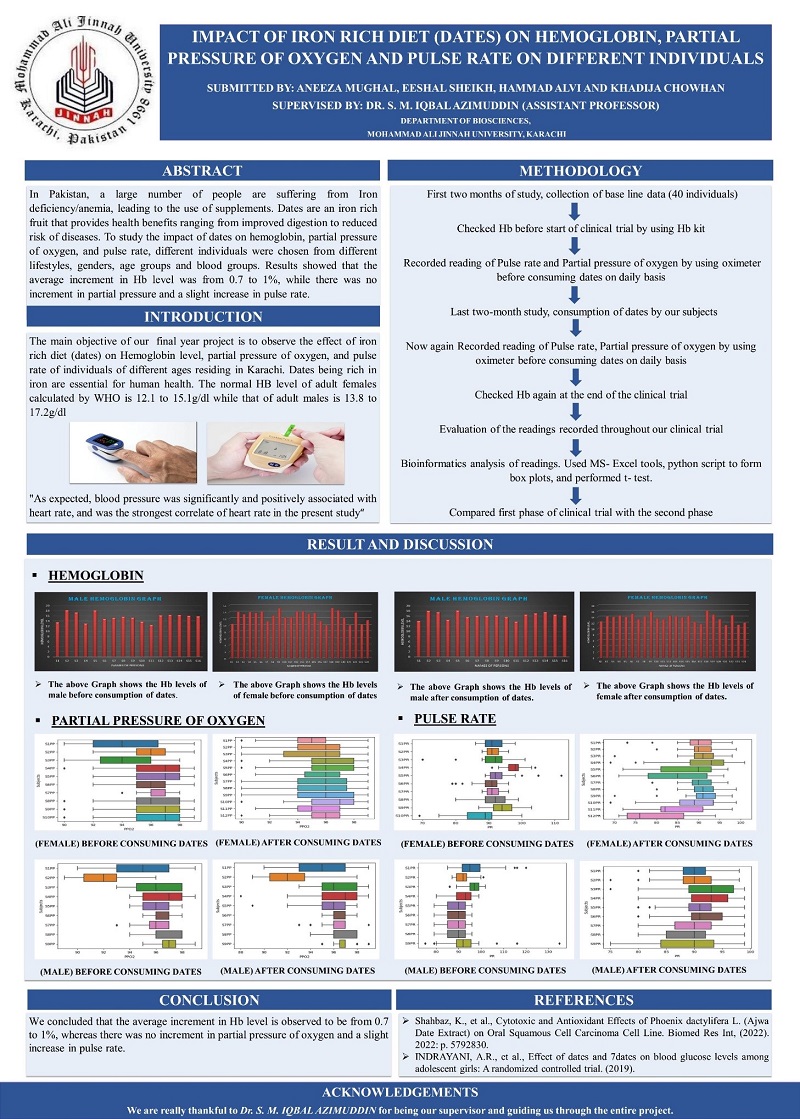 Mohammad Ali Jinnah University
Karachi, Pakistan 1998
JINNAH
IMPACT OF IRON RICH DIET (DATES) ON HEMOGLOBIN, PARTIAL
PRESSURE OF OXYGEN AND PULSE RATE ON DIFFERENT INDIVIDUALS
SUBMITTED BY: ANEEZA MUGHAL, EESHAL SHEIKH, HAMMAD ALVI AND KHADIJA CHOWHAN
SUPERVISED BY: DR. S. M. IQBAL AZIMUDDIN (ASSISTANT PROFESSOR)
DEPARTMENT OF BIOSCIENCES,
MOHAMMAD ALI JINNAH UNIVERSITY, KARACHI
ABSTRACT
In Pakistan, a large number of people are suffering from Iron
deficiency/anemia, leading to the use of supplements. Dates are an iron rich
fruit that provides health benefits ranging from improved digestion to reduced
risk of diseases. To study the impact of dates on hemoglobin, partial pressure
of oxygen, and pulse rate, different individuals were chosen from different
lifestyles, genders, age groups and blood groups. Results showed that the
average increment in Hb level was from 0.7 to 1%, while there was no
increment in partial pressure and a slight increase in pulse rate.
INTRODUCTION
The main objective of our final year project is to observe the effect of iron
rich diet (dates) on Hemoglobin level, partial pressure of oxygen, and pulse
rate of individuals of different ages residing in Karachi. Dates being rich in
iron are essential for human health. The normal HB level of adult females
calculated by WHO is 12.1 to 15.1g/dl while that of adult males is 13.8 to
17.2g/dl
"As expected, blood pressure was significantly and positively associated with
heart rate, and was the strongest correlate of heart rate in the present study"
METHODOLOGY
First two months of study, collection of base line data (40 individuals)
Checked Hb before start of clinical trial by using Hb kit
Recorded reading of Pulse rate and Partial pressure of oxygen by using oximeter
before consuming dates on daily basis
Last two-month study, consumption of dates by our subjects
Now again Recorded reading of Pulse rate, Partial pressure of oxygen by using
oximeter before consuming dates on daily basis
Checked Hb again at the end of the clinical trial
Evaluation of the readings recorded throughout our clinical trial
Bioinformatics analysis of readings. Used MS- Excel tools, python script to form
box plots, and performed t- test.
Compared first phase of clinical trial with the second phase
RESULT AND DISCUSSION
▪ HEMOGLOBIN
MALE HEMOGLOBIN GRAPH
FEMALE HEMOGLOBIN GRAPH
MALE HEMOGLOBIN GRAPH
FEMALE HEMOGLOBIN GRAPH
➢ The above Graph shows the Hb levels of
male before consumption of dates.
➢ The above Graph shows the Hb levels
of female before consumption of dates
➢ The above Graph shows the Hb levels of
male after consumption of dates.
➢ The above Graph shows the Hb levels of
female after consumption of dates.
▪ PARTIAL PRESSURE OF OXYGEN
▪ PULSE RATE
(FEMALE) BEFORE CONSUMING DATES
(FEMALE) AFTER CONSUMING DATES
(FEMALE) BEFORE CONSUMING DATES
(FEMALE) AFTER CONSUMING DATES
(MALE) BEFORE CONSUMING DATES
(MALE) AFTER CONSUMING DATES
(MALE) BEFORE CONSUMING DATES
(MALE) AFTER CONSUMING DATES
CONCLUSION
We concluded that the average increment in Hb level is observed to be from 0.7
to 1%, whereas there was no increment in partial pressure of oxygen and a slight
increase in pulse rate.
REFERENCES
➢ Shahbaz, K., et al., Cytotoxic and Antioxidant Effects of Phoenix dactylifera L. (Ajwa
Date Extract) on Oral Squamous Cell Carcinoma Cell Line. Biomed Res Int, (2022).
2022: p. 5792830.
➢ INDRAYANI, A.R., et al., Effect of dates and 7dates on blood glucose levels among
adolescent girls: A randomized controlled trial. (2019).
ACKNOWLEDGEMENTS
We are really thankful to Dr. S. M. IQBAL AZIMUDDIN for being our supervisor and guiding us through the entire project.